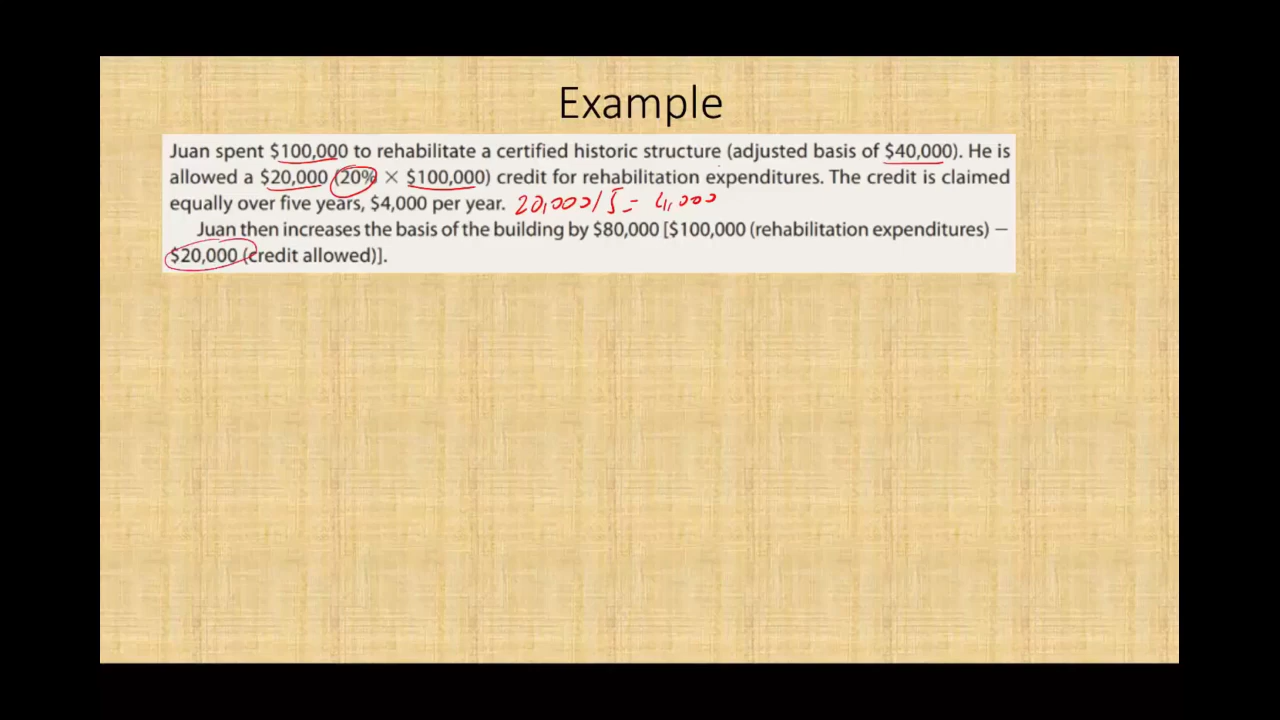 Example
Juan spent $100,000 to rehabilitate a certified historic structure (adjusted basis of $40,000). He is
allowed a $20,000 (20% × $100,000) credit for rehabilitation expenditures. The credit is claimed
equally over five years, $4,000 per year. 20,000/5= 4,000
Juan then increases the basis of the building by $80,000 [$100,000 (rehabilitation expenditures) −
$20,000 (credit allowed)].